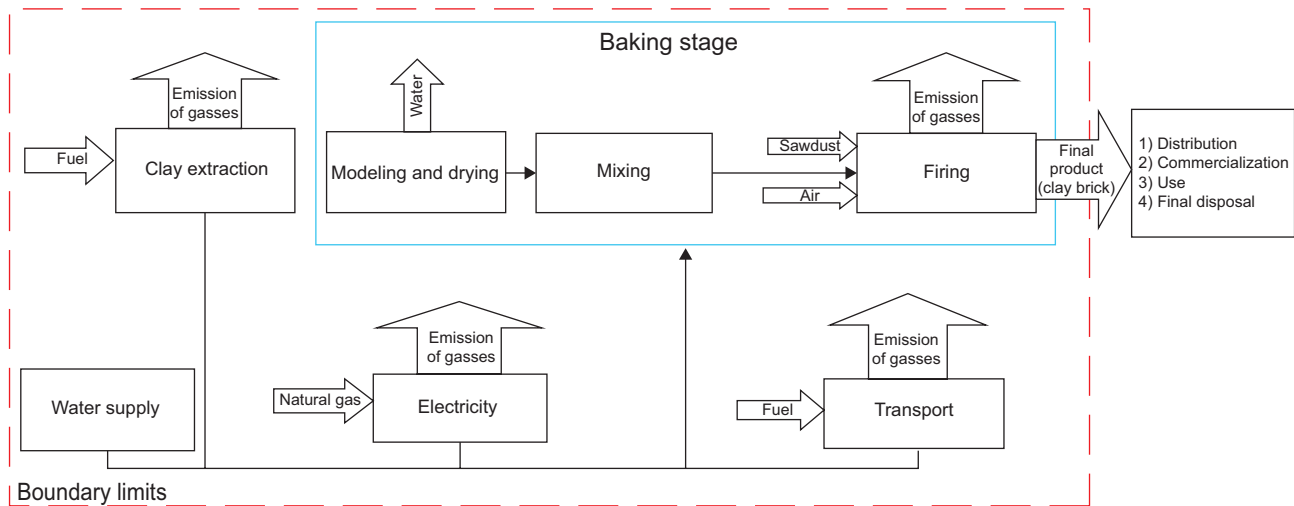 Baking stage
Emission
of gasses
Fuel
Clay extraction
Water
Modeling and drying
Mixing
Sawdust
Air
Emission
of gasses
Firing
Final
product
(clay brick)
1) Distribution
2) Commercialization
3) Use
4) Final disposal
Water supply
Emission
of gasses
Natural gas
Electricity
Emission
of gasses
Fuel
Transport
Boundary limits